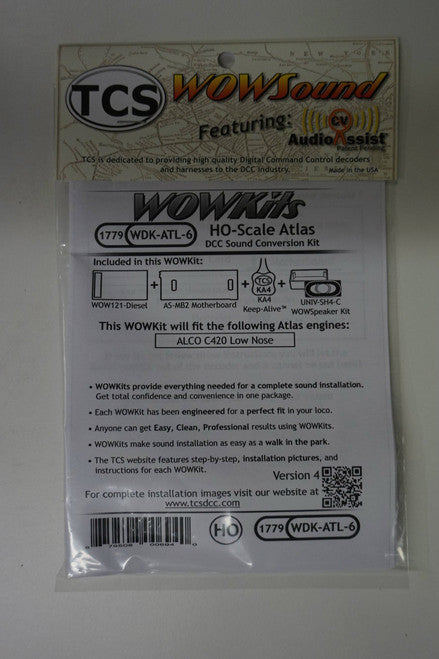 NEW YORK
TCS
WOWSound
Featuring:
CV
AudioAssist
Patent Pending
TCS is dedicated to providing high quality Digital Command Control decoders
and harnesses to the DCC industry.
Made in the USA
WOWKits
1779 WDK-ATL-6
HO-Scale Atlas
DCC Sound Conversion Kit
Included in this WOWKit:
+ + TCS KA4 +
WOW121-Diesel
AS-MB2 Motherboard
KA4
Keep-Alive™
UNIV-SH4-C
WOWSpeaker Kit
This WOWKit will fit the following Atlas engines:
ALCO C420 Low Nose
• WOWKits provide everything needed for a complete sound installation.
Get total confidence and convenience in one package.
• Each WOWKit has been engineered for a perfect fit in your loco.
• Anyone can get Easy, Clean, Professional results using WOWKits.
• WOWKits make sound installation as easy as a walk in the park.
• The TCS website features step-by-step, installation pictures, and
instructions for each WOWKit.
Version 4
For complete installation images visit our website at
www.tcsdcc.com
HO
1779 WDK-ATL-6